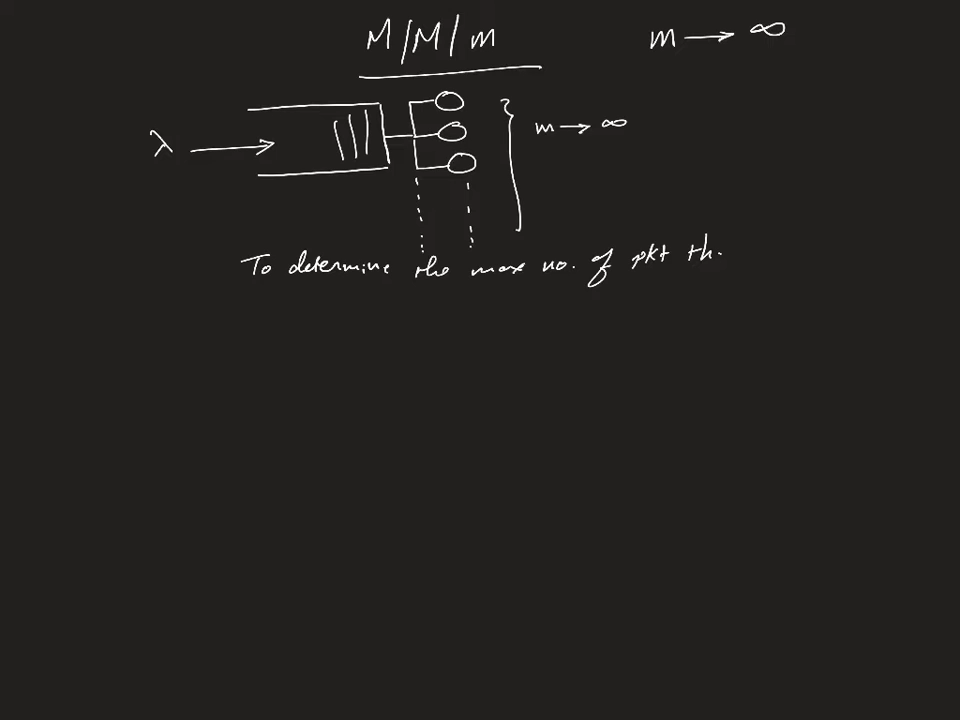 M/M/m
m → ∞
λ
m → ∞
To determine the max no. of pkt th.